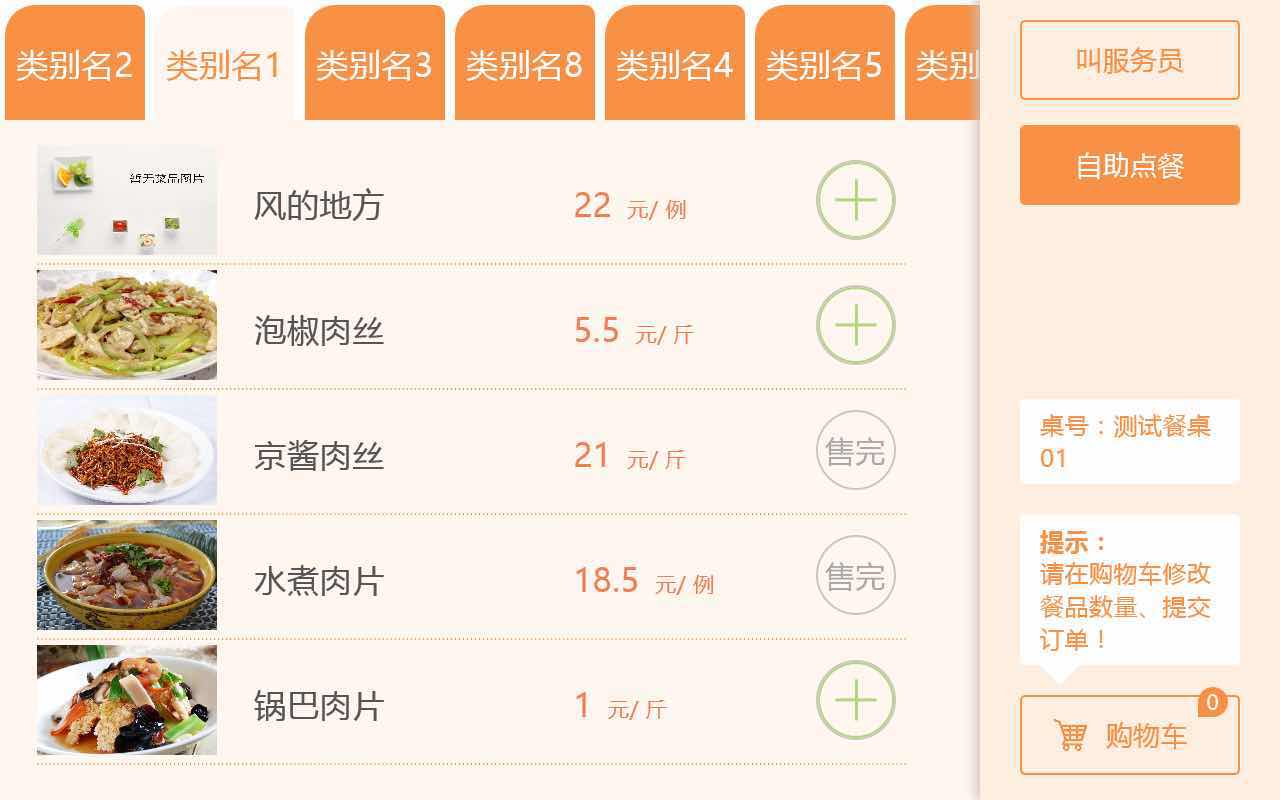 类别名2
类别名1
类别名3
类别名8
类别名4
类别名5
类别
叫服务员
自助点餐
暂无菜品图片
风的地方
22 元/ 例
泡椒肉丝
5.5 元/ 斤
京酱肉丝
21 元/ 斤
售完
水煮肉片
18.5 元/ 例
售完
锅巴肉片
1 元/ 斤
桌号：测试餐桌
01
提示：
请在购物车修改
餐品数量、提交
订单！
0
购物车